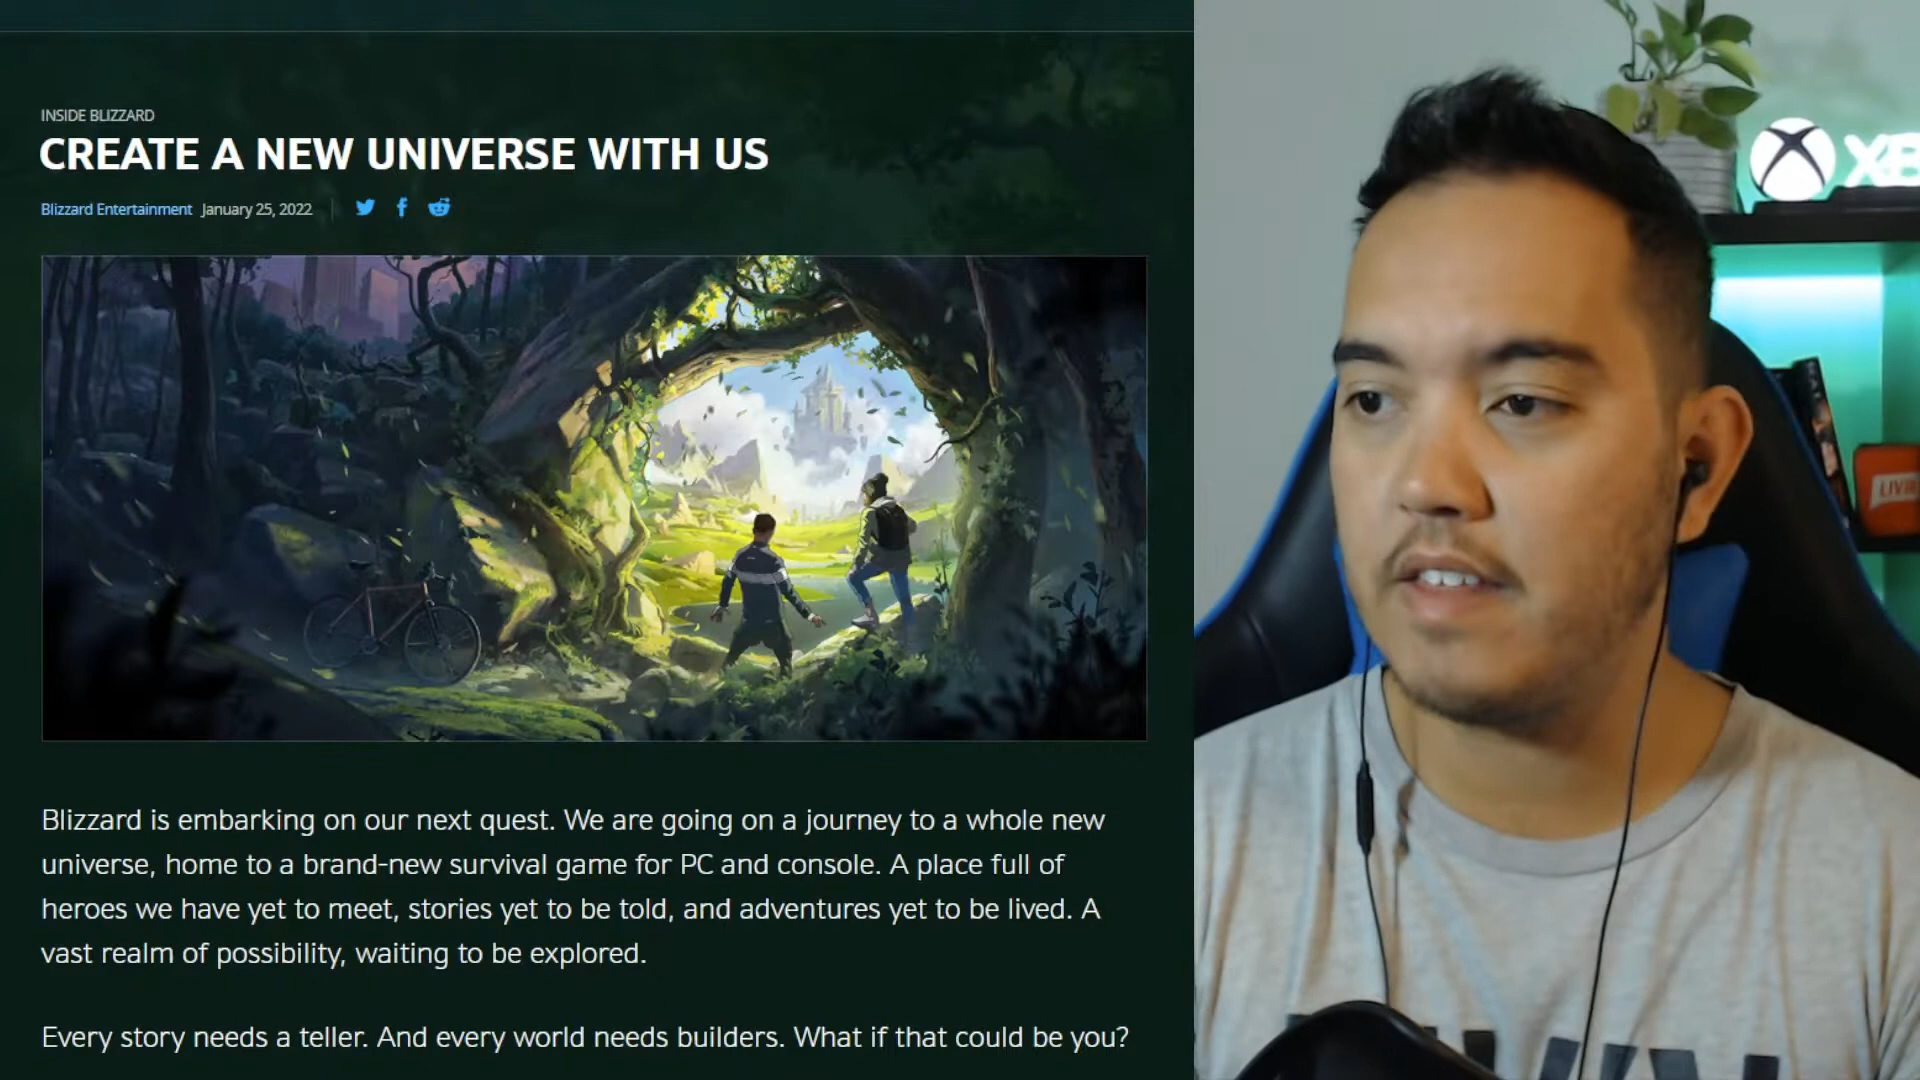 INSIDE BLIZZARD
CREATE A NEW UNIVERSE WITH US
Blizzard Entertainment January 25, 2022
Blizzard is embarking on our next quest. We are going on a journey to a whole new
universe, home to a brand-new survival game for PC and console. A place full of
heroes we have yet to meet, stories yet to be told, and adventures yet to be lived. A
vast realm of possibility, waiting to be explored.
Every story needs a teller. And every world needs builders. What if that could be you?
XB
LIVIN